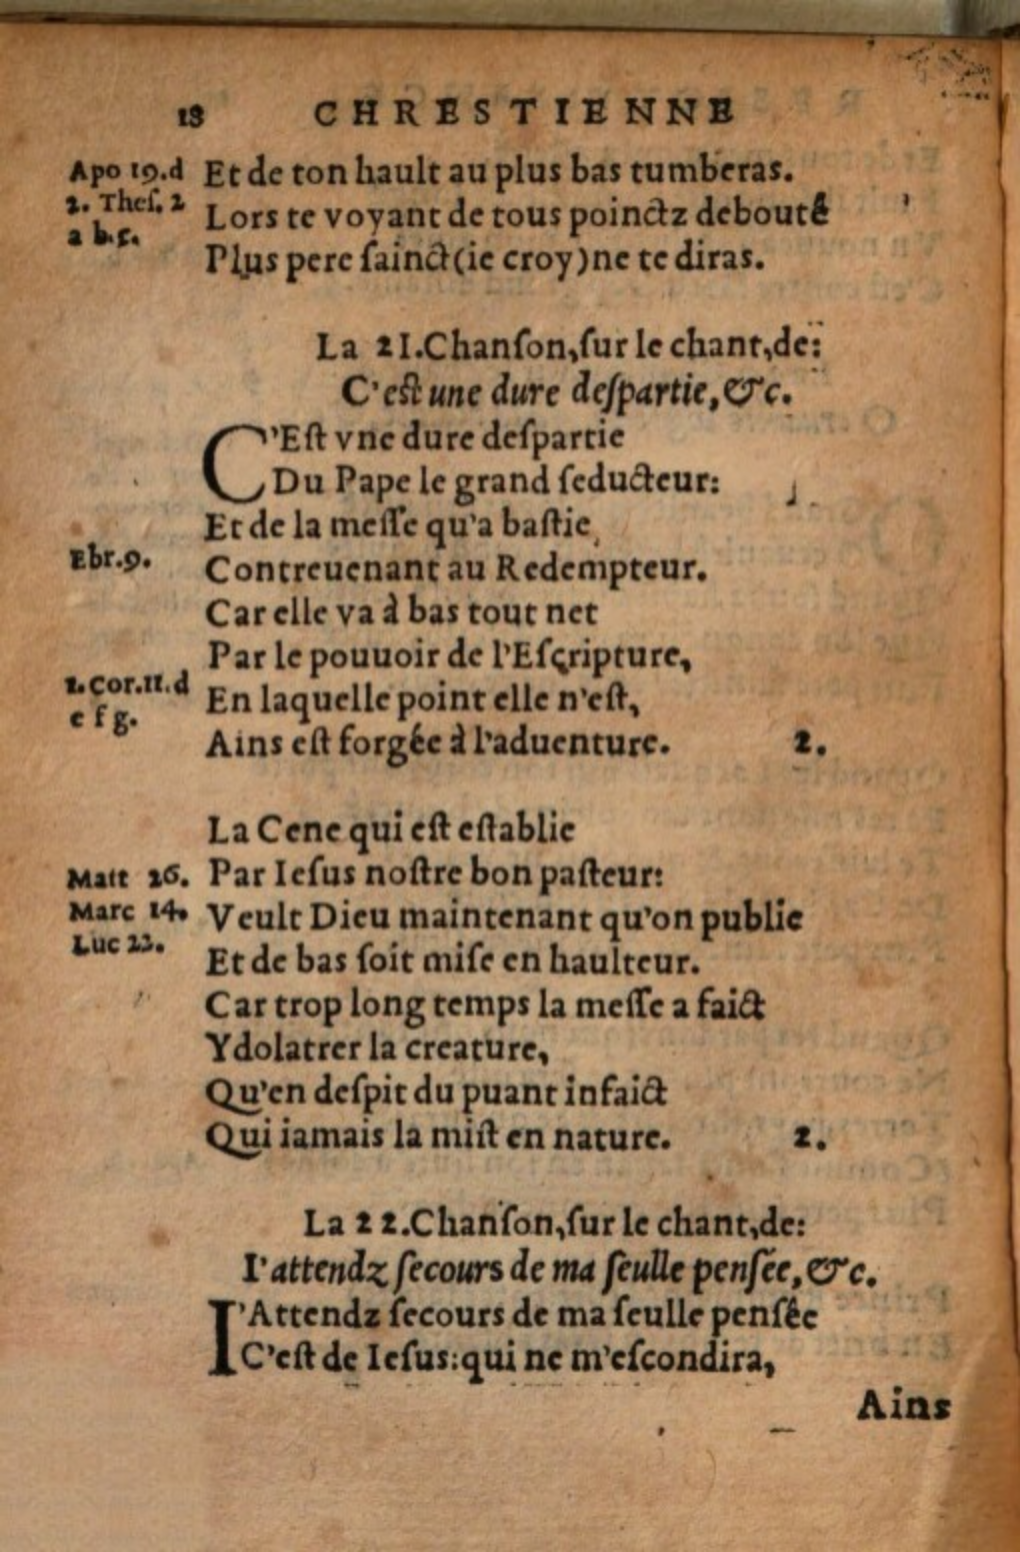 18 CHRESTIENNE
Apo 19.d Et de ton hault au plus bas tumberas.
2. Theſ. 2 Lors te voyant de tous poinctz debouté
a b.c. Plus pere ſainct(ie croy)ne te diras.
La 21.Chanſon,ſur le chant,de:
C'eſt une dure deſpartie,&c.
C'Eſt vne dure deſpartie
Du Pape le grand ſeducteur:
Et de la meſſe qu'a baſtie,
Ebr.9. Contreuenant au Redempteur.
Car elle va à bas tout net
Par le pouuoir de l'Eſcripture,
1.Cor.11.d En laquelle point elle n'eſt,
e f g. Ains eſt forgée à l'aduenture. 2.
La Cene qui eſt eſtablie
Matt 26. Par Ieſus noſtre bon paſteur:
Marc 14. Veult Dieu maintenant qu'on publie
Luc 22. Et de bas ſoit miſe en haulteur.
Car trop long temps la meſſe a faict
Ydolatrer la creature,
Qu'en deſpit du puant infaict
Qui iamais la miſt en nature. 2.
La 22.Chanſon,ſur le chant,de:
I'attendz ſecours de ma ſeulle penſée,&c.
I'Attendz ſecours de ma ſeulle penſée
C'eſt de Ieſus:qui ne m'eſcondira,
Ains